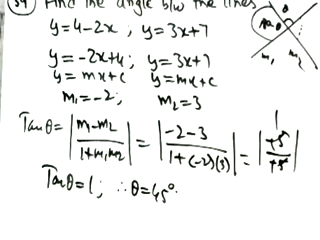 34) Find the angle b/w the lines
y=4-2x ; y=3x+7
y=-2x+4; y=3x+7
y=mx+c y=mx+c
m₁=-2; m₂=3
Tanθ= |m₁-m₂ / 1+m₁m₂| = |-2-3 / 1+(-2)(3)| = |+5 / +5|
Tanθ=1; ∴θ=45°.
θ
θ
m₁ m₂